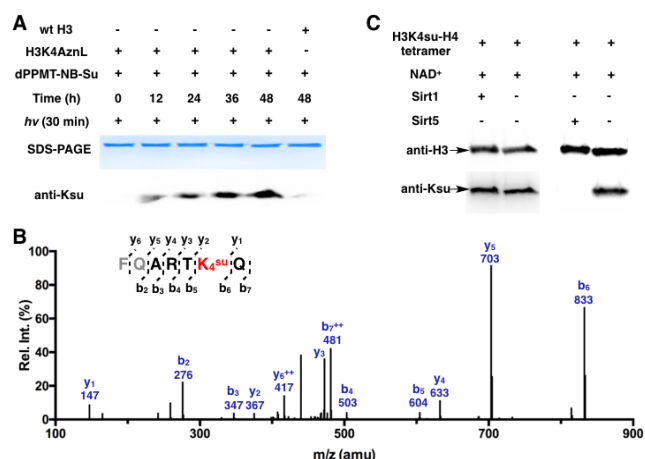 A
wt H3 - - - - - +
H3K4AznL + + + + + -
dPPMT-NB-Su + + + + + +
Time (h) 0 12 24 36 48 48
hv (30 min) + + + + + +
SDS-PAGE
anti-Ksu
C
H3K4su-H4 tetramer + + + +
NAD+ + + + +
Sirt1 + - - -
Sirt5 - - + -
anti-H3
anti-Ksu
B
y6 y5 y4 y3 y2 y1
FQARTK4suQ
b2 b3 b4 b5 b6 b7
Rel. Int. (%)
100
80
60
40
20
0
y1
147
b2
276
b3
347
y2
367
y6++
417
y3
b7++
481
b4
503
b5
604
y4
633
y5
703
b6
833
100 300 500 700 900
m/z (amu)